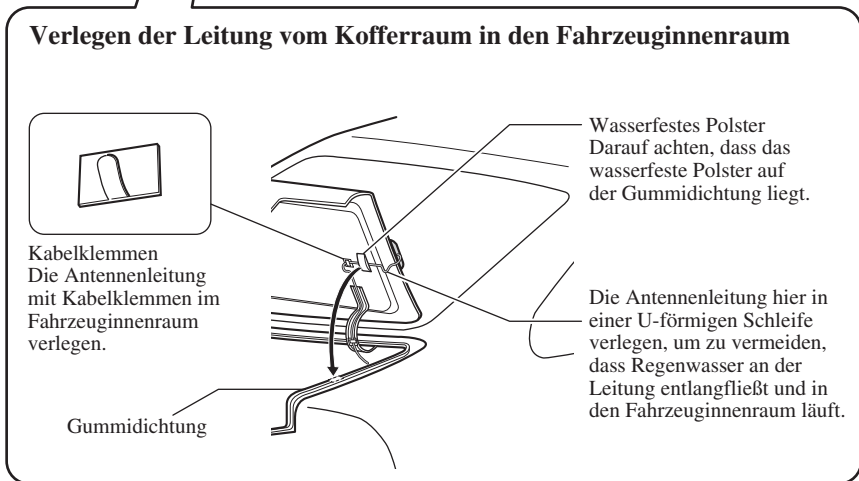 Verlegen der Leitung vom Kofferraum in den Fahrzeuginnenraum
Kabelklemmen
Die Antennenleitung
mit Kabelklemmen im
Fahrzeuginnenraum
verlegen.
Gummidichtung
Wasserfestes Polster
Darauf achten, dass das
wasserfeste Polster auf
der Gummidichtung liegt.
Die Antennenleitung hier in
einer U-förmigen Schleife
verlegen, um zu vermeiden,
dass Regenwasser an der
Leitung entlangfließt und in
den Fahrzeuginnenraum läuft.